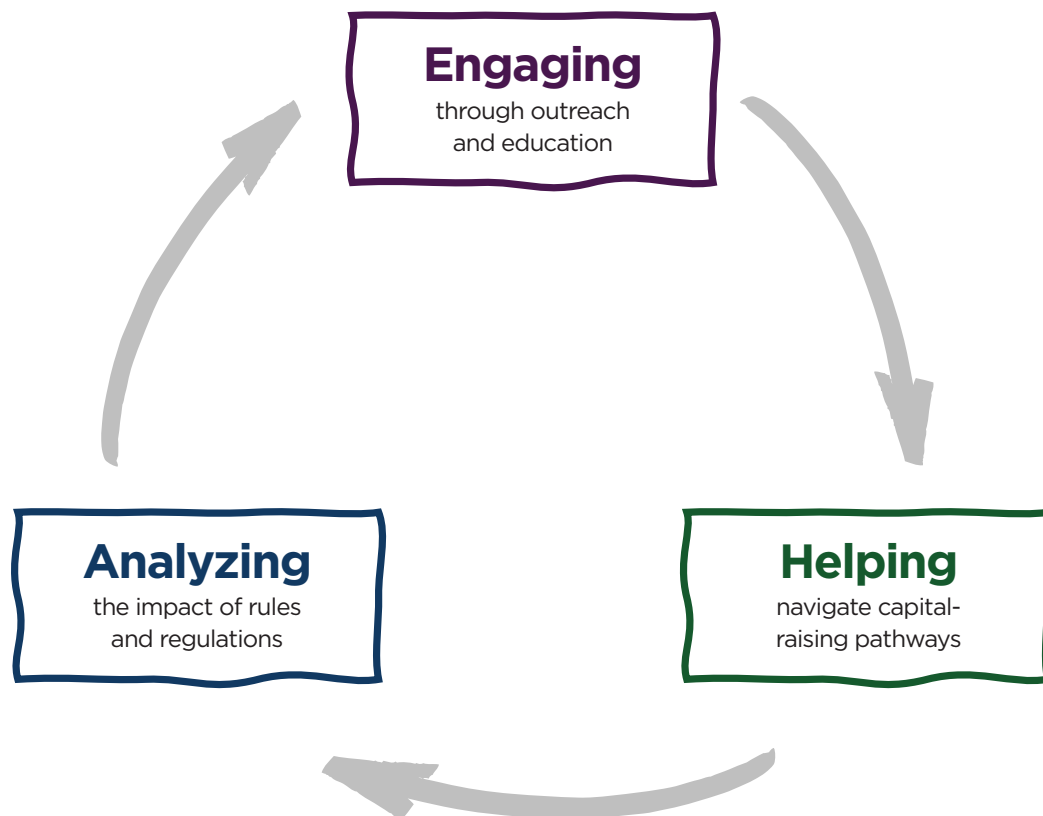 Engaging
through outreach
and education
Analyzing
the impact of rules
and regulations
Helping
navigate capital-
raising pathways